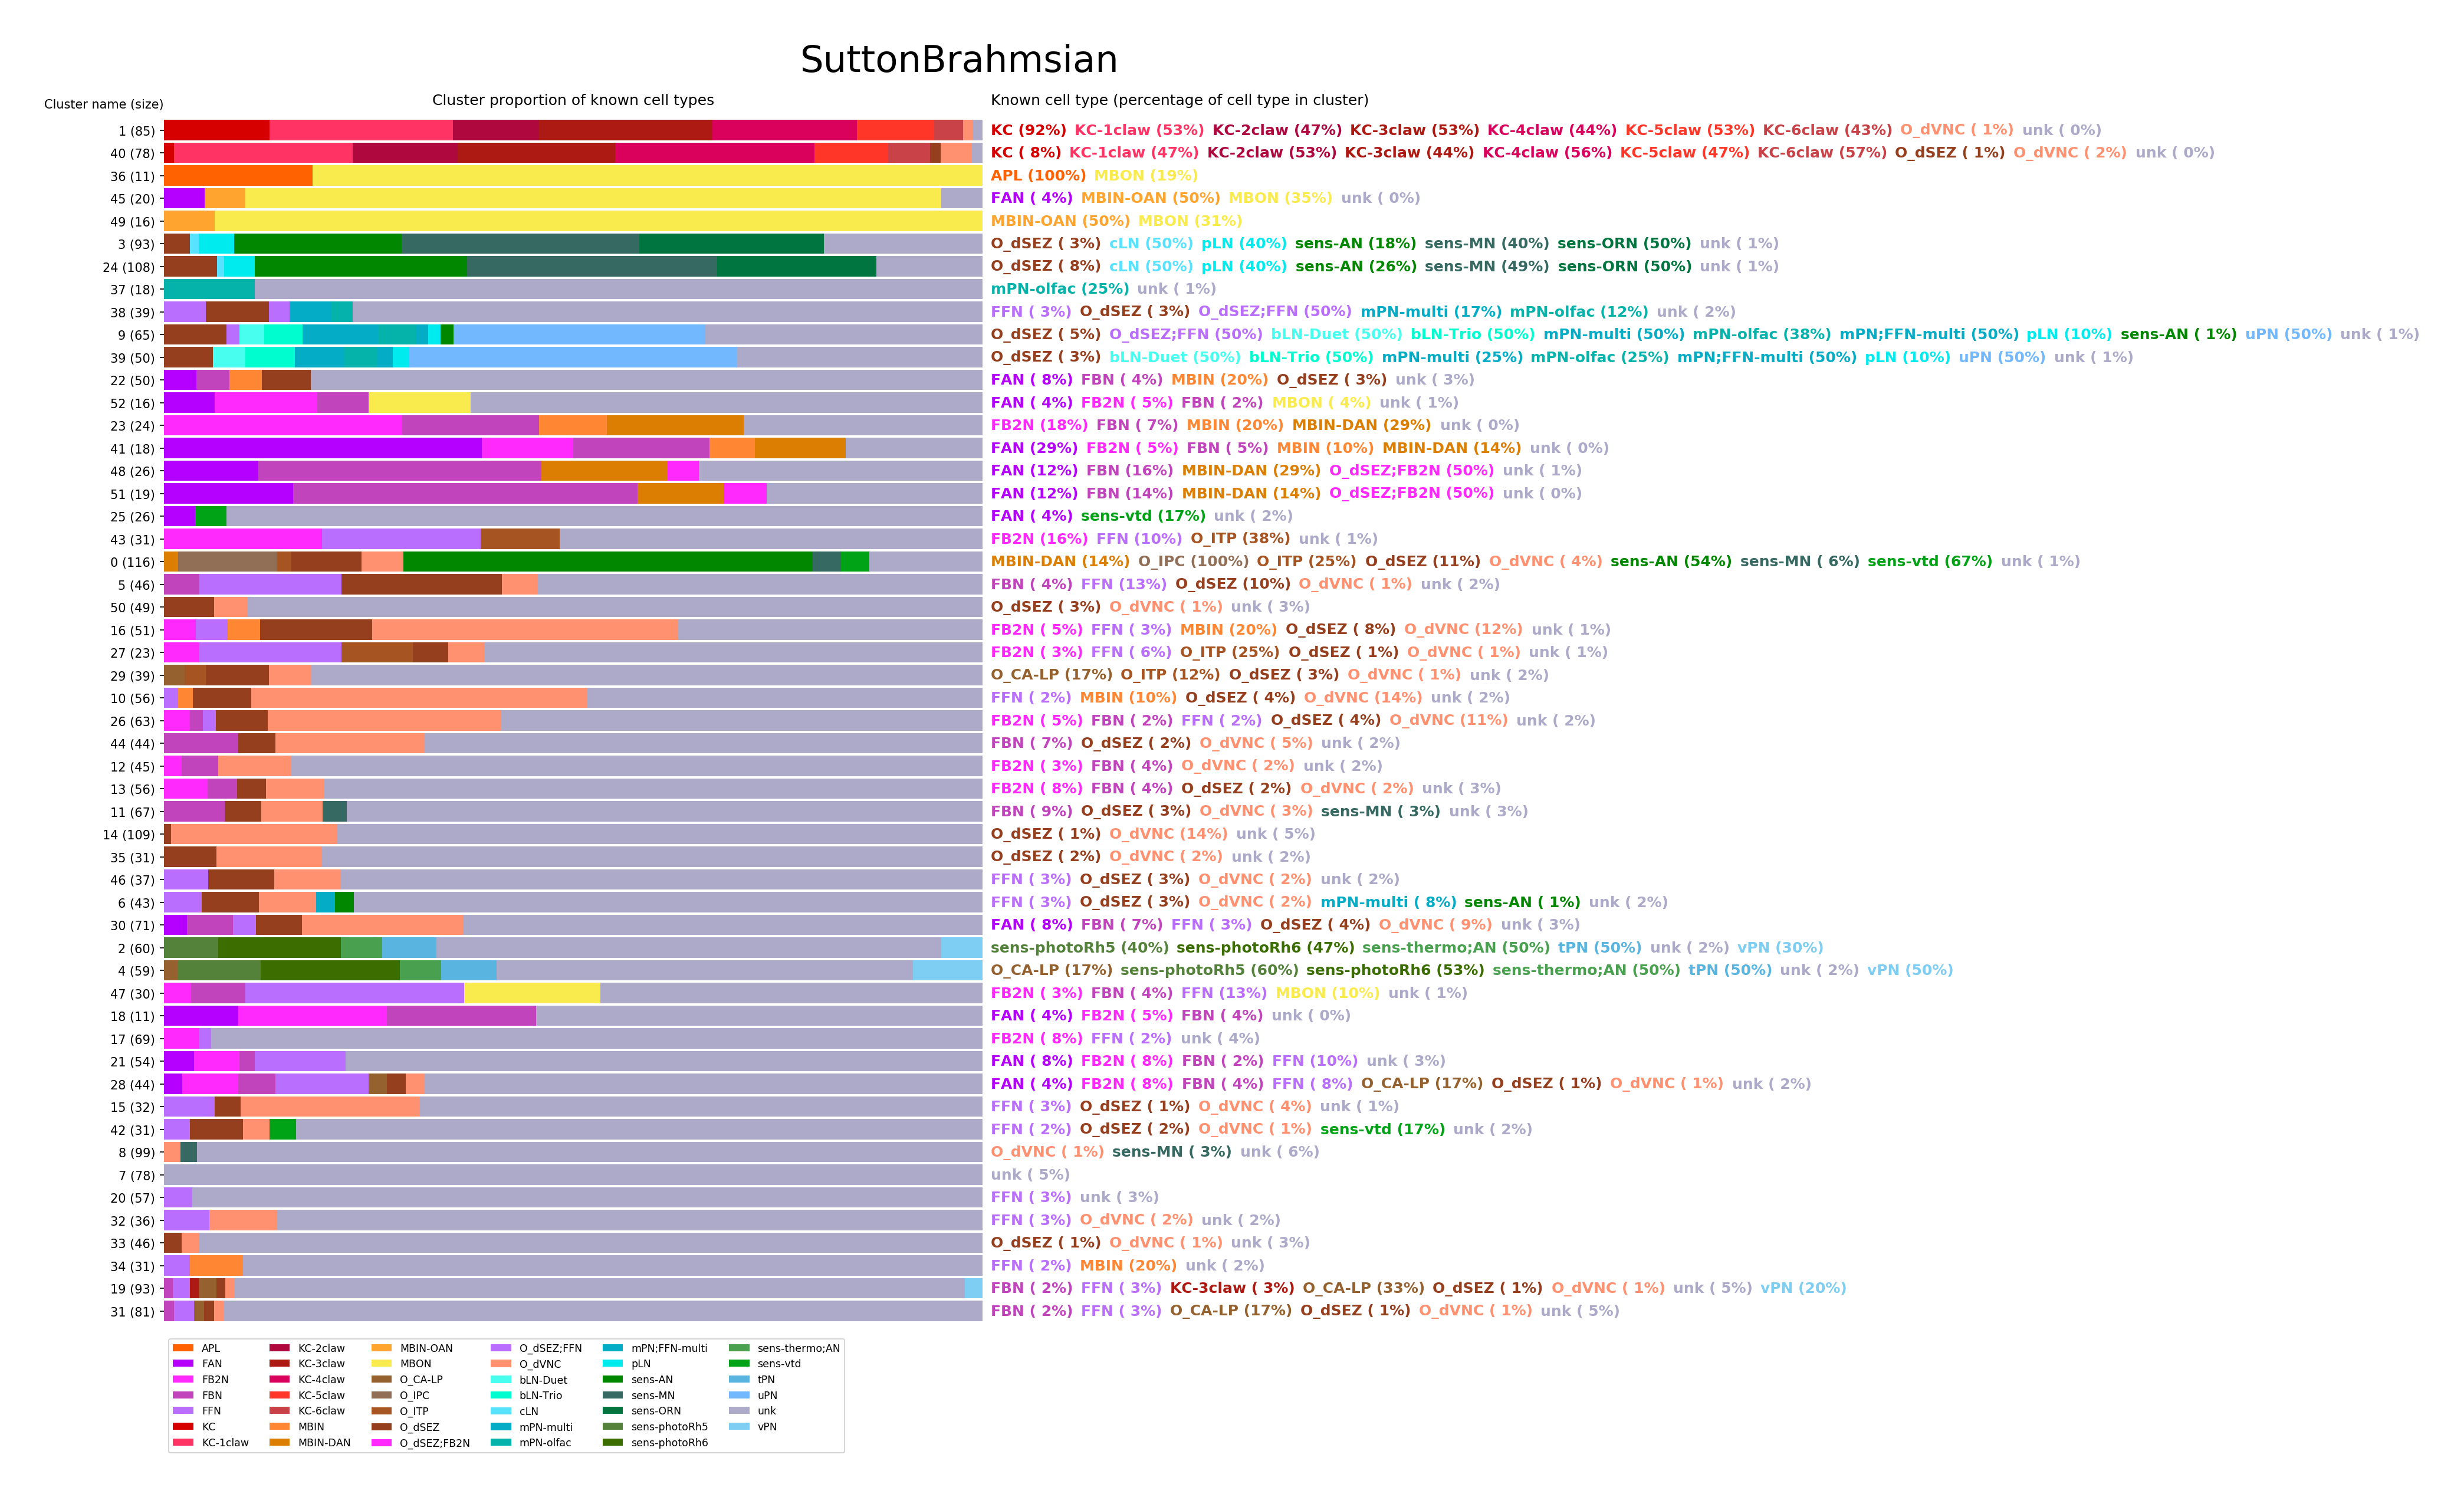 SuttonBrahmsian
Cluster name (size) Cluster proportion of known cell types Known cell type (percentage of cell type in cluster)
1 (85) KC (92%) KC-1claw (53%) KC-2claw (47%) KC-3claw (53%) KC-4claw (44%) KC-5claw (53%) KC-6claw (43%) O_dVNC ( 1%) unk ( 0%)
40 (78) KC ( 8%) KC-1claw (47%) KC-2claw (53%) KC-3claw (44%) KC-4claw (56%) KC-5claw (47%) KC-6claw (57%) O_dSEZ ( 1%) O_dVNC ( 2%) unk ( 0%)
36 (11) APL (100%) MBON (19%)
45 (20) FAN ( 4%) MBIN-OAN (50%) MBON (35%) unk ( 0%)
49 (16) MBIN-OAN (50%) MBON (31%)
3 (93) O_dSEZ ( 3%) cLN (50%) pLN (40%) sens-AN (18%) sens-MN (40%) sens-ORN (50%) unk ( 1%)
24 (108) O_dSEZ ( 8%) cLN (50%) pLN (40%) sens-AN (26%) sens-MN (49%) sens-ORN (50%) unk ( 1%)
37 (18) mPN-olfac (25%) unk ( 1%)
38 (39) FFN ( 3%) O_dSEZ ( 3%) O_dSEZ;FFN (50%) mPN-multi (17%) mPN-olfac (12%) unk ( 2%)
9 (65) O_dSEZ ( 5%) O_dSEZ;FFN (50%) bLN-Duet (50%) bLN-Trio (50%) mPN-multi (50%) mPN-olfac (38%) mPN;FFN-multi (50%) pLN (10%) sens-AN ( 1%) uPN (50%) unk ( 1%)
39 (50) O_dSEZ ( 3%) bLN-Duet (50%) bLN-Trio (50%) mPN-multi (25%) mPN-olfac (25%) mPN;FFN-multi (50%) pLN (10%) uPN (50%) unk ( 1%)
22 (50) FAN ( 8%) FBN ( 4%) MBIN (20%) O_dSEZ ( 3%) unk ( 3%)
52 (16) FAN ( 4%) FB2N ( 5%) FBN ( 2%) MBON ( 4%) unk ( 1%)
23 (24) FB2N (18%) FBN ( 7%) MBIN (20%) MBIN-DAN (29%) unk ( 0%)
41 (18) FAN (29%) FB2N ( 5%) FBN ( 5%) MBIN (10%) MBIN-DAN (14%) unk ( 0%)
48 (26) FAN (12%) FBN (16%) MBIN-DAN (29%) O_dSEZ;FB2N (50%) unk ( 1%)
51 (19) FAN (12%) FBN (14%) MBIN-DAN (14%) O_dSEZ;FB2N (50%) unk ( 0%)
25 (26) FAN ( 4%) sens-vtd (17%) unk ( 2%)
43 (31) FB2N (16%) FFN (10%) O_ITP (38%) unk ( 1%)
0 (116) MBIN-DAN (14%) O_IPC (100%) O_ITP (25%) O_dSEZ (11%) O_dVNC ( 4%) sens-AN (54%) sens-MN ( 6%) sens-vtd (67%) unk ( 1%)
5 (46) FBN ( 4%) FFN (13%) O_dSEZ (10%) O_dVNC ( 1%) unk ( 2%)
50 (49) O_dSEZ ( 3%) O_dVNC ( 1%) unk ( 3%)
16 (51) FB2N ( 5%) FFN ( 3%) MBIN (20%) O_dSEZ ( 8%) O_dVNC (12%) unk ( 1%)
27 (23) FB2N ( 3%) FFN ( 6%) O_ITP (25%) O_dSEZ ( 1%) O_dVNC ( 1%) unk ( 1%)
29 (39) O_CA-LP (17%) O_ITP (12%) O_dSEZ ( 3%) O_dVNC ( 1%) unk ( 2%)
10 (56) FFN ( 2%) MBIN (10%) O_dSEZ ( 4%) O_dVNC (14%) unk ( 2%)
26 (63) FB2N ( 5%) FBN ( 2%) FFN ( 2%) O_dSEZ ( 4%) O_dVNC (11%) unk ( 2%)
44 (44) FBN ( 7%) O_dSEZ ( 2%) O_dVNC ( 5%) unk ( 2%)
12 (45) FB2N ( 3%) FBN ( 4%) O_dVNC ( 2%) unk ( 2%)
13 (56) FB2N ( 8%) FBN ( 4%) O_dSEZ ( 2%) O_dVNC ( 2%) unk ( 3%)
11 (67) FBN ( 9%) O_dSEZ ( 3%) O_dVNC ( 3%) sens-MN ( 3%) unk ( 3%)
14 (109) O_dSEZ ( 1%) O_dVNC (14%) unk ( 5%)
35 (31) O_dSEZ ( 2%) O_dVNC ( 2%) unk ( 2%)
46 (37) FFN ( 3%) O_dSEZ ( 3%) O_dVNC ( 2%) unk ( 2%)
6 (43) FFN ( 3%) O_dSEZ ( 3%) O_dVNC ( 2%) mPN-multi ( 8%) sens-AN ( 1%) unk ( 2%)
30 (71) FAN ( 8%) FBN ( 7%) FFN ( 3%) O_dSEZ ( 4%) O_dVNC ( 9%) unk ( 3%)
2 (60) sens-photoRh5 (40%) sens-photoRh6 (47%) sens-thermo;AN (50%) tPN (50%) unk ( 2%) vPN (30%)
4 (59) O_CA-LP (17%) sens-photoRh5 (60%) sens-photoRh6 (53%) sens-thermo;AN (50%) tPN (50%) unk ( 2%) vPN (50%)
47 (30) FB2N ( 3%) FBN ( 4%) FFN (13%) MBON (10%) unk ( 1%)
18 (11) FAN ( 4%) FB2N ( 5%) FBN ( 4%) unk ( 0%)
17 (69) FB2N ( 8%) FFN ( 2%) unk ( 4%)
21 (54) FAN ( 8%) FB2N ( 8%) FBN ( 2%) FFN (10%) unk ( 3%)
28 (44) FAN ( 4%) FB2N ( 8%) FBN ( 4%) FFN ( 8%) O_CA-LP (17%) O_dSEZ ( 1%) O_dVNC ( 1%) unk ( 2%)
15 (32) FFN ( 3%) O_dSEZ ( 1%) O_dVNC ( 4%) unk ( 1%)
42 (31) FFN ( 2%) O_dSEZ ( 2%) O_dVNC ( 1%) sens-vtd (17%) unk ( 2%)
8 (99) O_dVNC ( 1%) sens-MN ( 3%) unk ( 6%)
7 (78) unk ( 5%)
20 (57) FFN ( 3%) unk ( 3%)
32 (36) FFN ( 3%) O_dVNC ( 2%) unk ( 2%)
33 (46) O_dSEZ ( 1%) O_dVNC ( 1%) unk ( 3%)
34 (31) FFN ( 2%) MBIN (20%) unk ( 2%)
19 (93) FBN ( 2%) FFN ( 3%) KC-3claw ( 3%) O_CA-LP (33%) O_dSEZ ( 1%) O_dVNC ( 1%) unk ( 5%) vPN (20%)
31 (81) FBN ( 2%) FFN ( 3%) O_CA-LP (17%) O_dSEZ ( 1%) O_dVNC ( 1%) unk ( 5%)
APL KC-2claw MBIN-OAN O_dSEZ;FFN mPN;FFN-multi sens-thermo;AN
FAN KC-3claw MBON O_dVNC pLN sens-vtd
FB2N KC-4claw O_CA-LP bLN-Duet sens-AN tPN
FBN KC-5claw O_IPC bLN-Trio sens-MN uPN
FFN KC-6claw O_ITP cLN sens-ORN unk
KC MBIN O_dSEZ mPN-multi sens-photoRh5 vPN
KC-1claw MBIN-DAN O_dSEZ;FB2N mPN-olfac sens-photoRh6